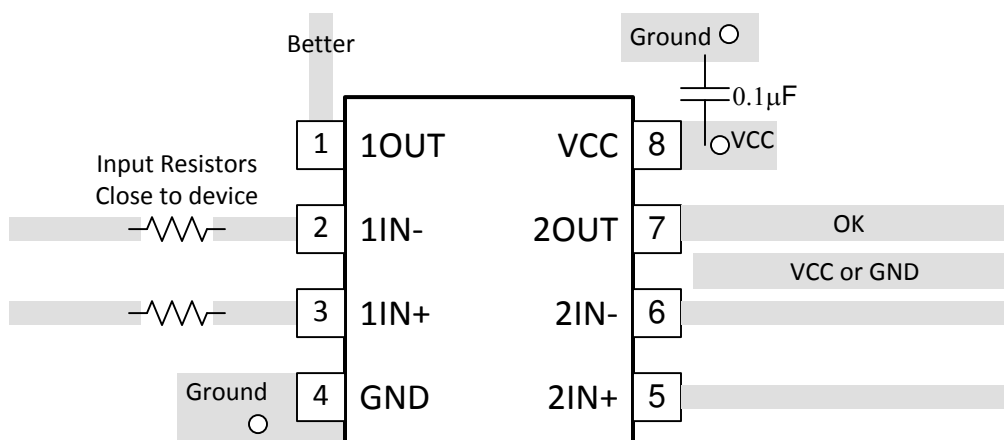 Better
Ground
0.1µF
1 1OUT VCC 8 VCC
Input Resistors
Close to device
2 1IN- 2OUT 7 OK
VCC or GND
3 1IN+ 2IN- 6
Ground
4 GND 2IN+ 5